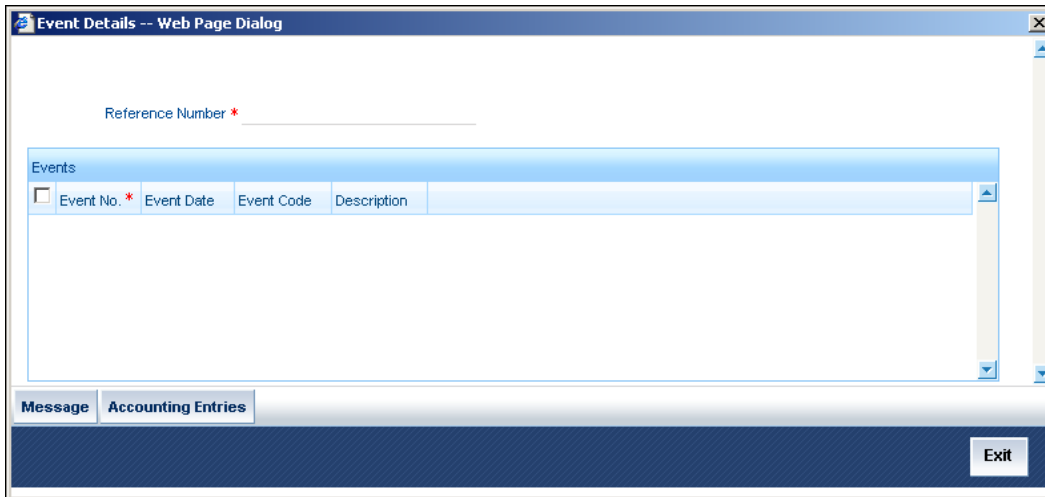 Event Details -- Web Page Dialog
Reference Number *
Events
Event No. * Event Date Event Code Description
Message Accounting Entries
Exit